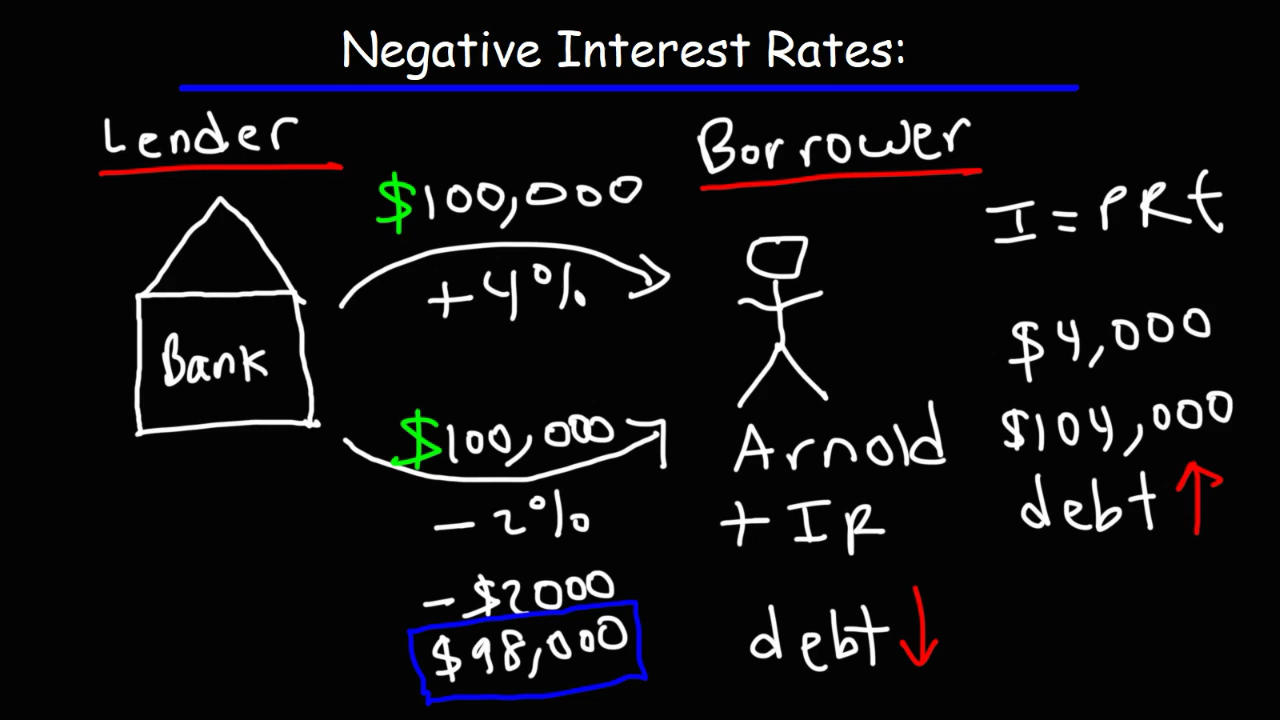 Negative Interest Rates:
Lender
Bank
$100,000
+4%
$100,000
-2%
-$2000
$98,000
Borrower
Arnold
+IR
debt↓
I=PRt
$4,000
$104,000
debt↑